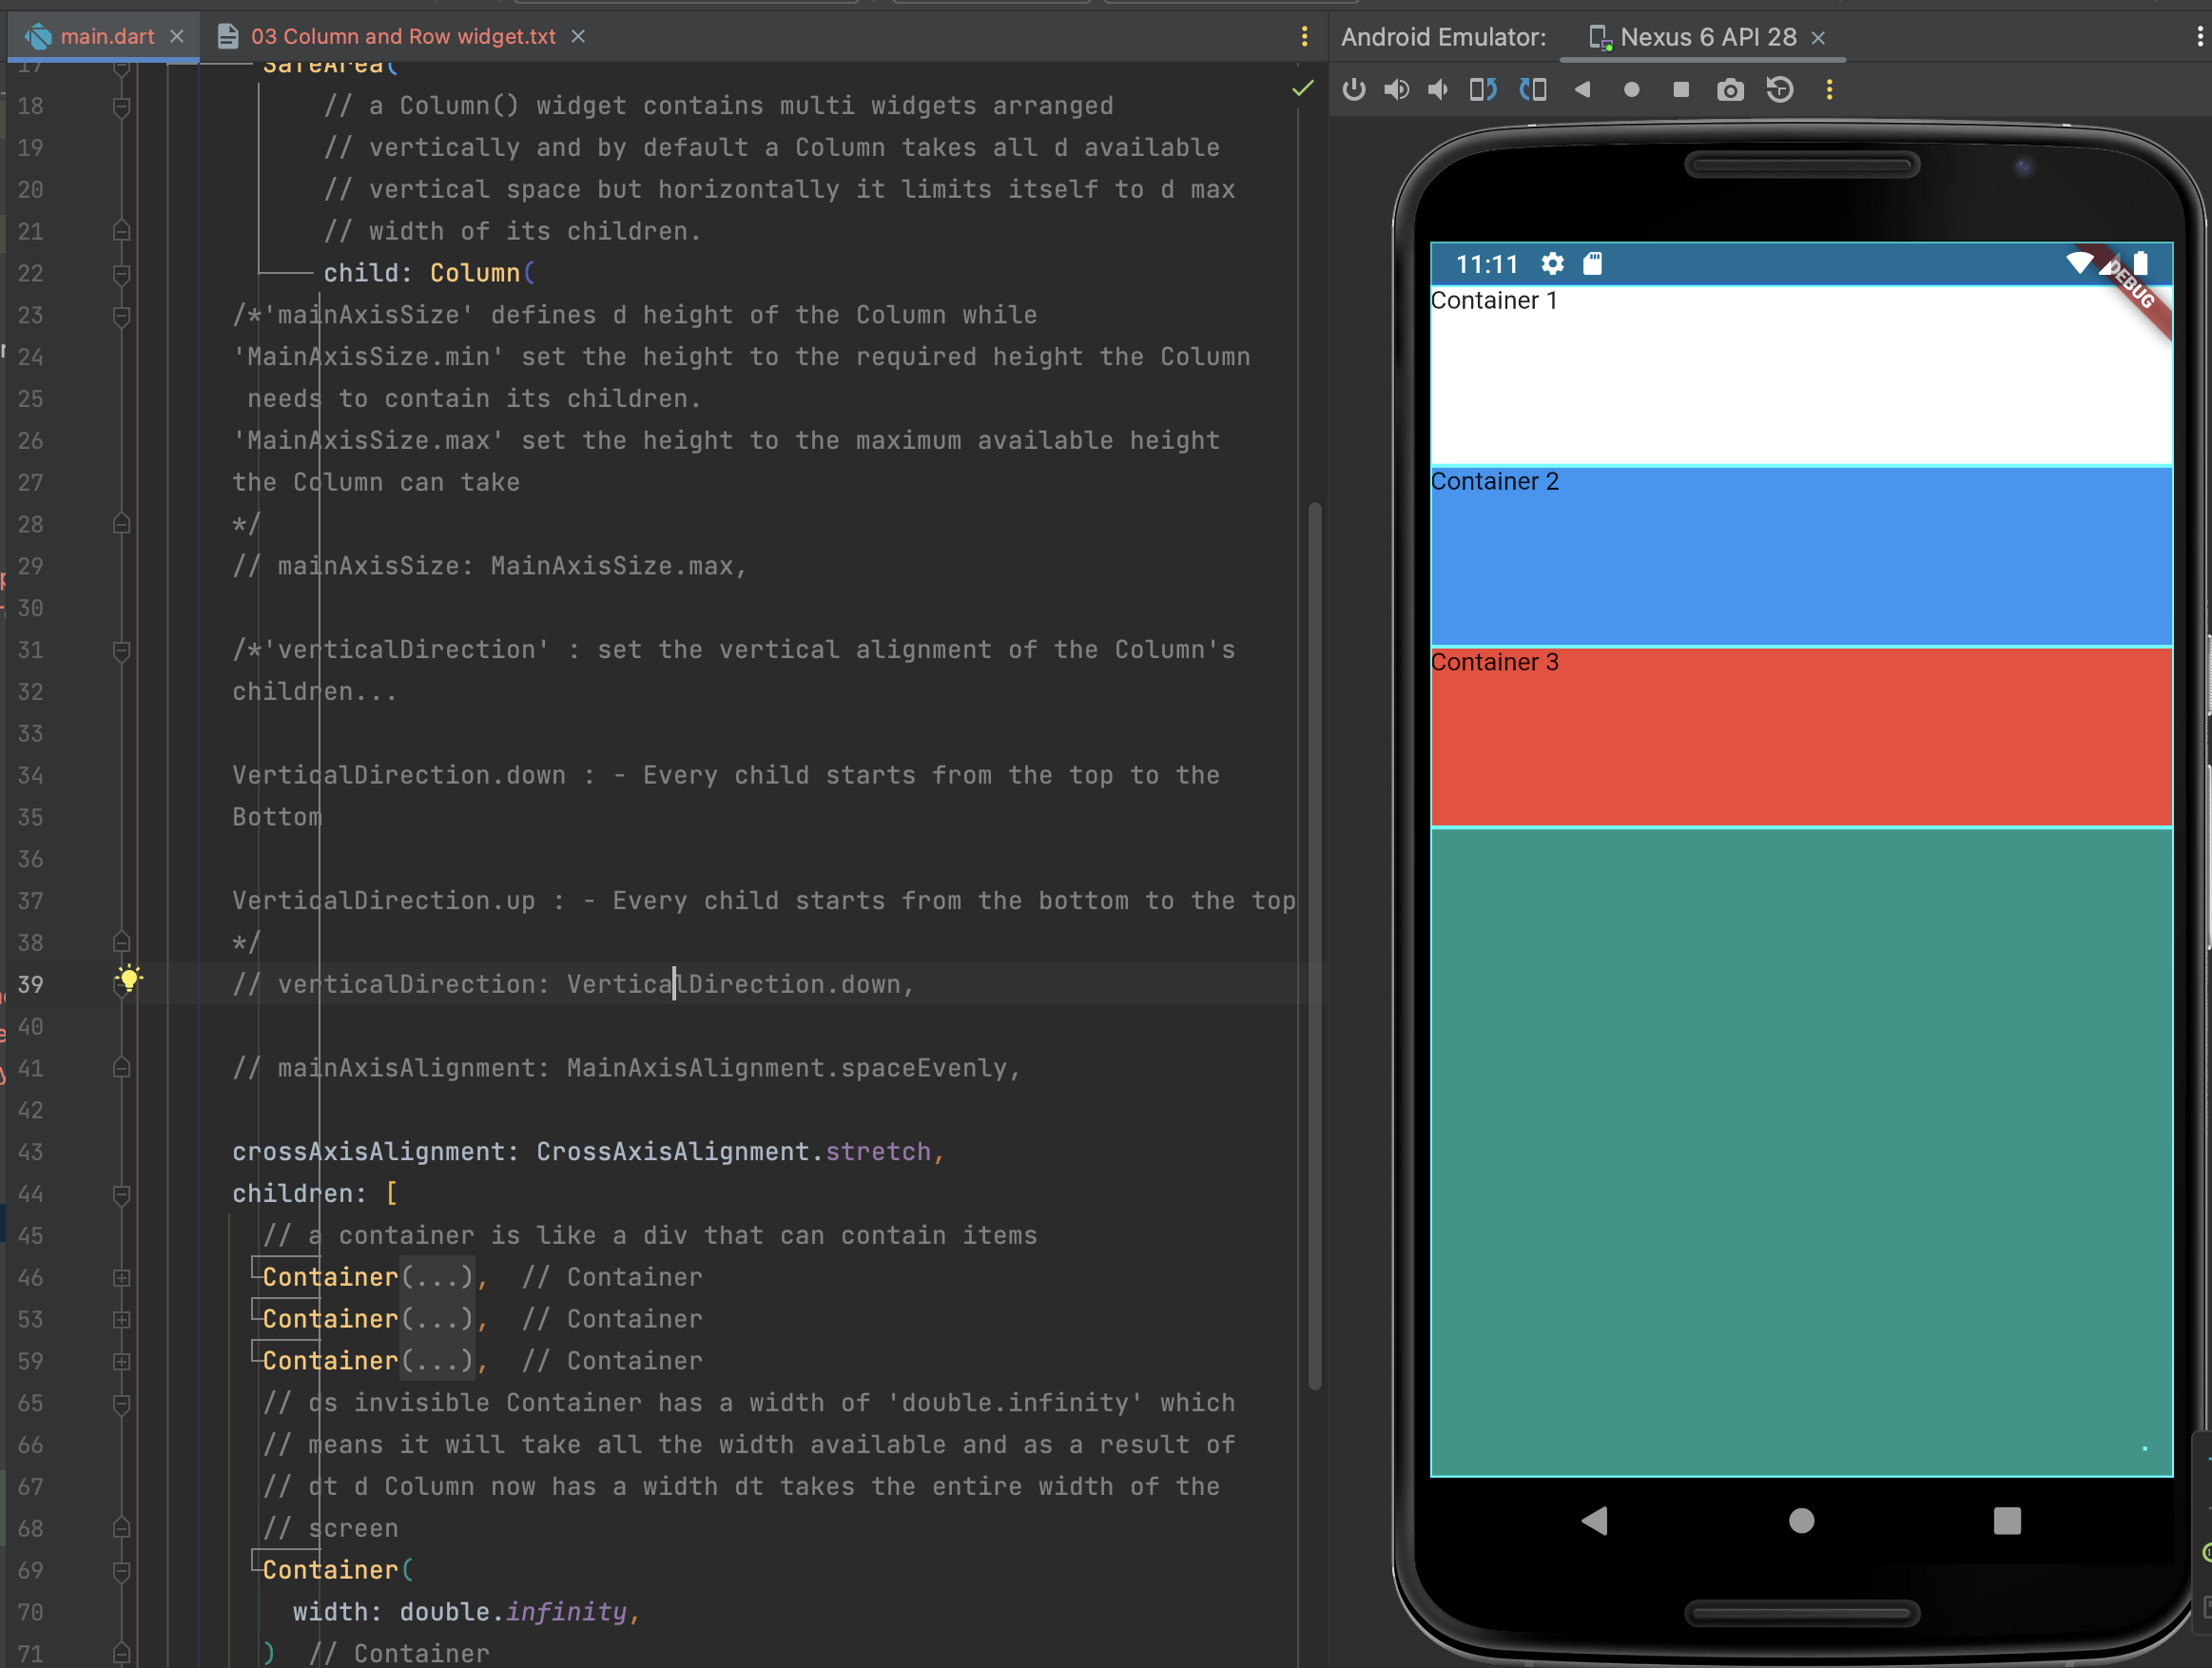 main.dart
03 Column and Row widget.txt
Android Emulator:
Nexus 6 API 28
17 SafeArea(
18 // a Column() widget contains multi widgets arranged
19 // vertically and by default a Column takes all d available
20 // vertical space but horizontally it limits itself to d max
21 // width of its children.
22 child: Column(
23 /*'mainAxisSize' defines d height of the Column while
24 'MainAxisSize.min' set the height to the required height the Column
25 needs to contain its children.
26 'MainAxisSize.max' set the height to the maximum available height
27 the Column can take
28 */
29 // mainAxisSize: MainAxisSize.max,
30
31 /*'verticalDirection' : set the vertical alignment of the Column's
32 children...
33
34 VerticalDirection.down : - Every child starts from the top to the
35 Bottom
36
37 VerticalDirection.up : - Every child starts from the bottom to the top
38 */
39 // verticalDirection: VerticalDirection.down,
40
41 // mainAxisAlignment: MainAxisAlignment.spaceEvenly,
42
43 crossAxisAlignment: CrossAxisAlignment.stretch,
44 children: [
45 // a container is like a div that can contain items
46 Container(...), // Container
53 Container(...), // Container
59 Container(...), // Container
65 // ds invisible Container has a width of 'double.infinity' which
66 // means it will take all the width available and as a result of
67 // dt d Column now has a width dt takes the entire width of the
68 // screen
69 Container(
70 width: double.infinity,
71 ) // Container
11:11
DEBUG
Container 1
Container 2
Container 3